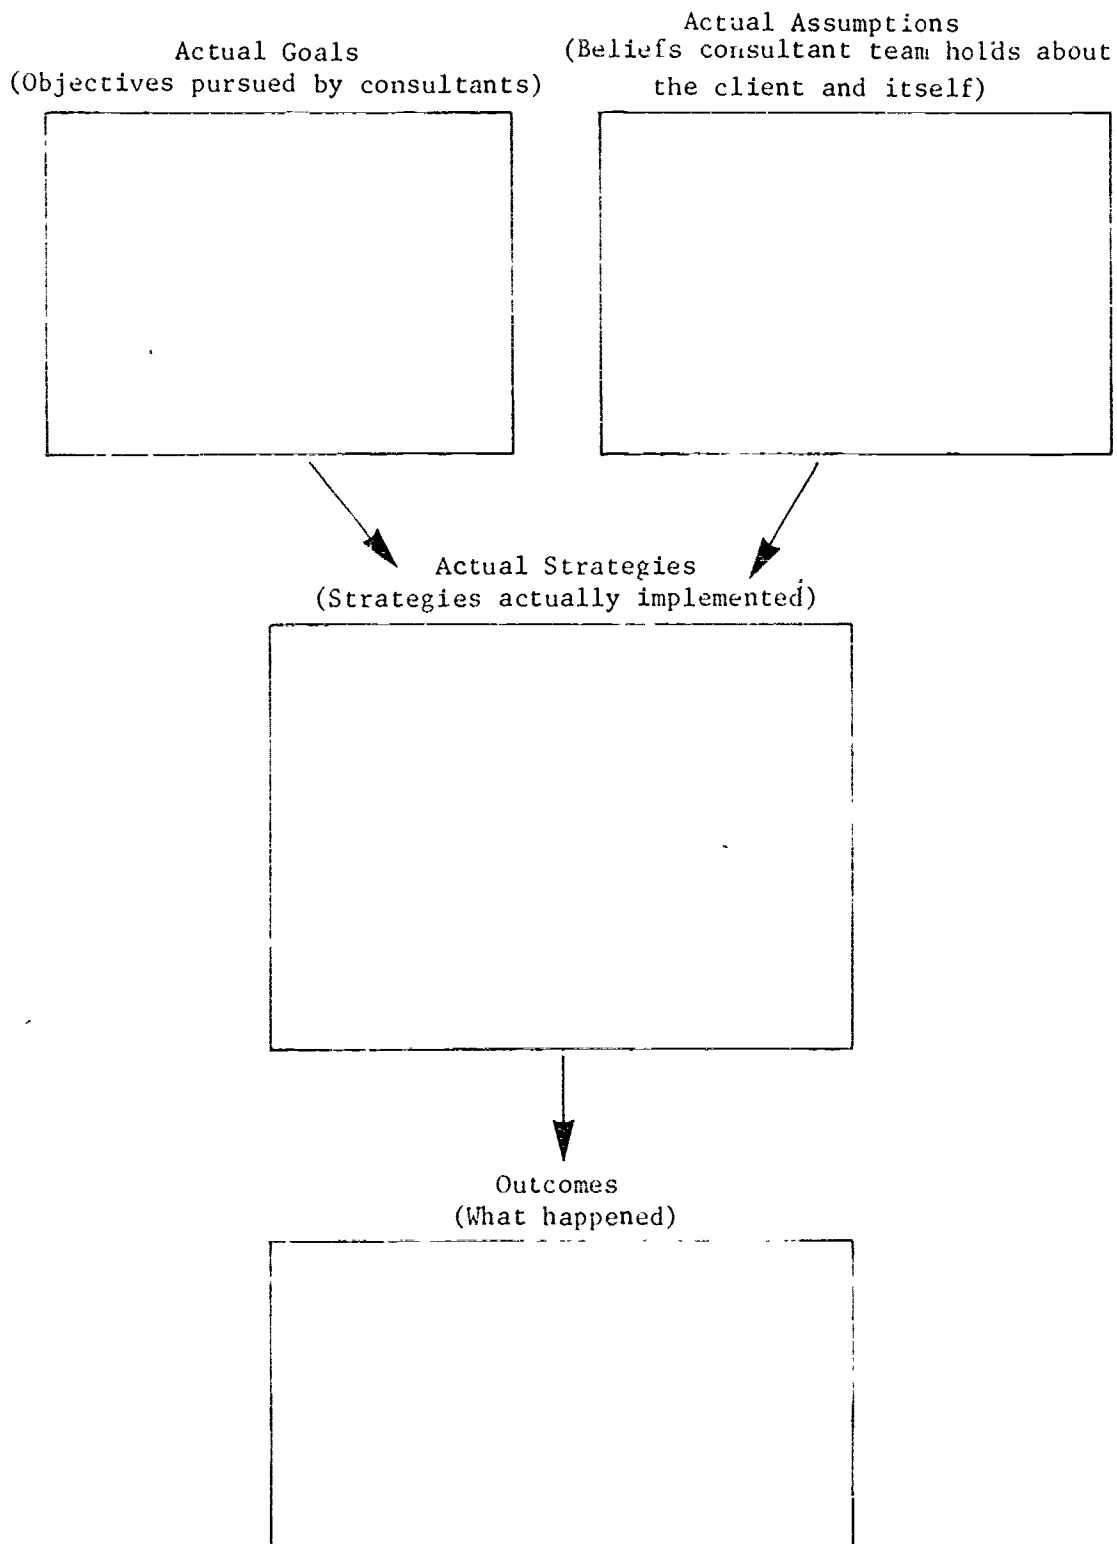 Actual Goals
(Objectives pursued by consultants)
Actual Assumptions
(Beliefs consultant team holds about
the client and itself)
Actual Strategies
(Strategies actually implemented)
Outcomes
(What happened)